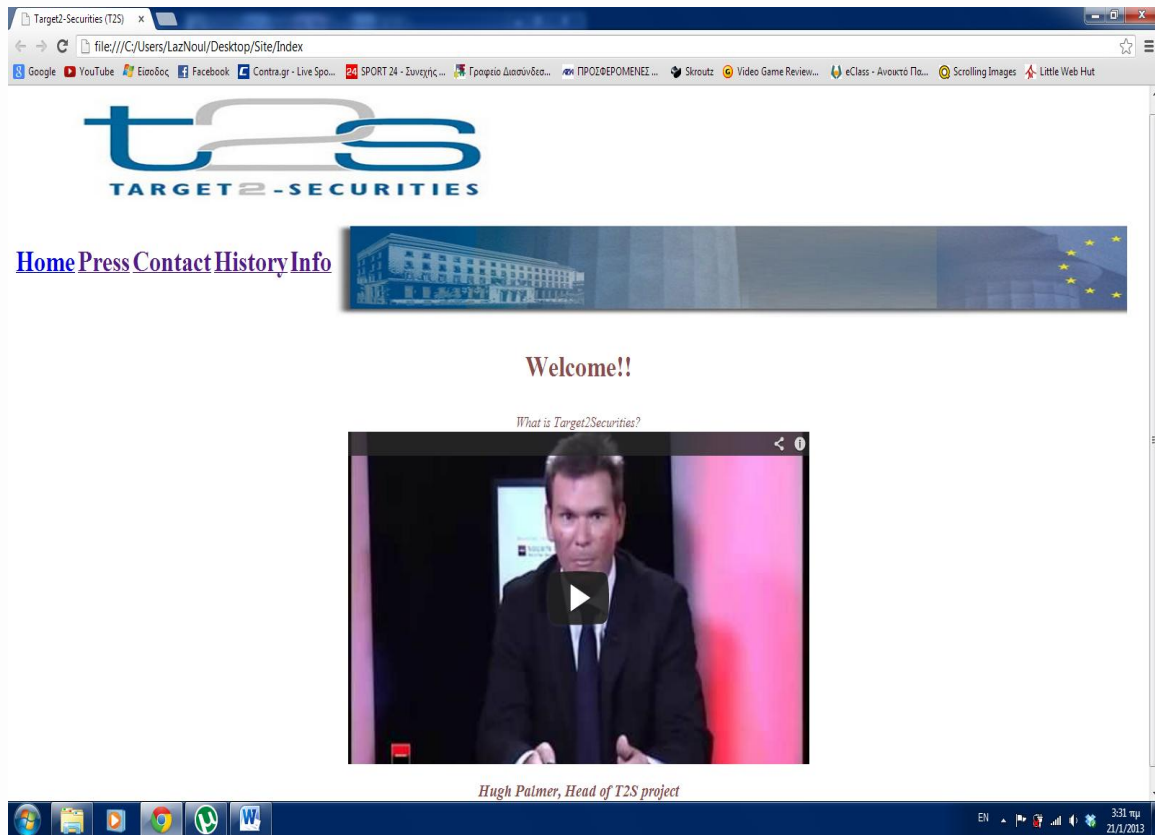 Target2-Securities (T2S)
file:///C:/Users/LazNoul/Desktop/Site/Index
Google YouTube Είσοδος Facebook Contra.gr - Live Spo... SPORT 24 - Συνεχής ... Γραφείο Διασύνδεσ... ΠΡΟΣΦΕΡΟΜΕΝΕΣ ... Skroutz Video Game Review... eClass - Ανοικτό Πα... Scrolling Images Little Web Hut
t2s
TARGET2-SECURITIES
Home Press Contact History Info
Welcome!!
What is Target2Securities?
Hugh Palmer, Head of T2S project
EN 3:31 πμ
21/1/2013